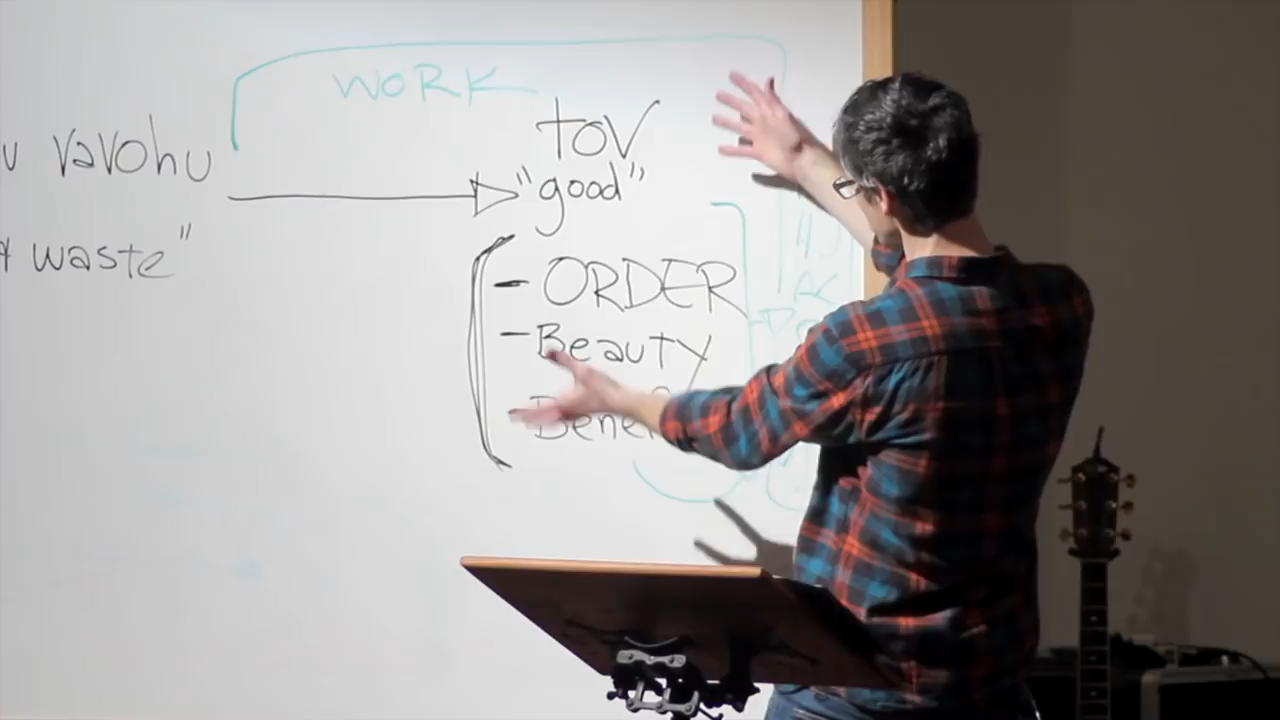 WORK
vavohu
tov
"good"
waste"
- ORDER
- Beauty